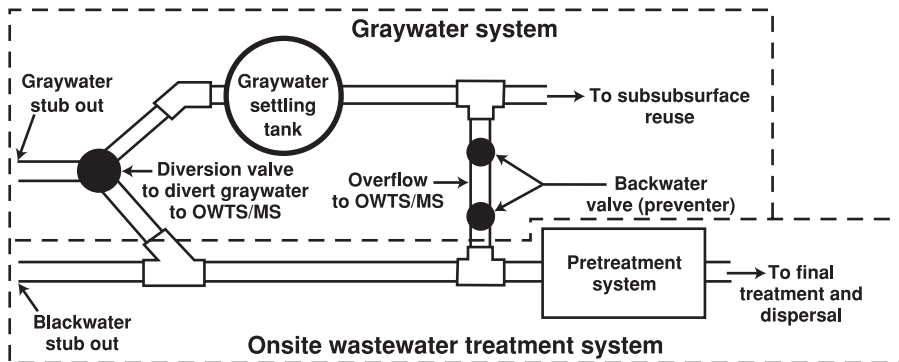 Graywater system
Graywater
stub out
Graywater
settling
tank
To subsubsurface
reuse
Diversion valve
to divert graywater
to OWTS/MS
Overflow
to OWTS/MS
Backwater
valve (preventer)
Pretreatment
system
To final
treatment and
dispersal
Blackwater
stub out
Onsite wastewater treatment system